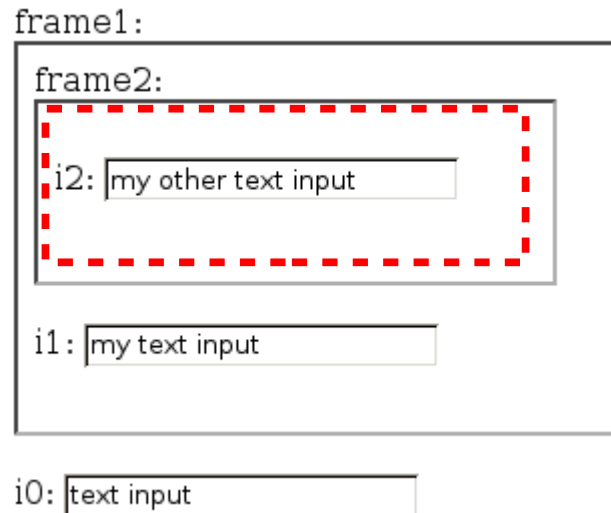 frame1:
frame2:
i2: my other text input
i1: my text input
i0: text input